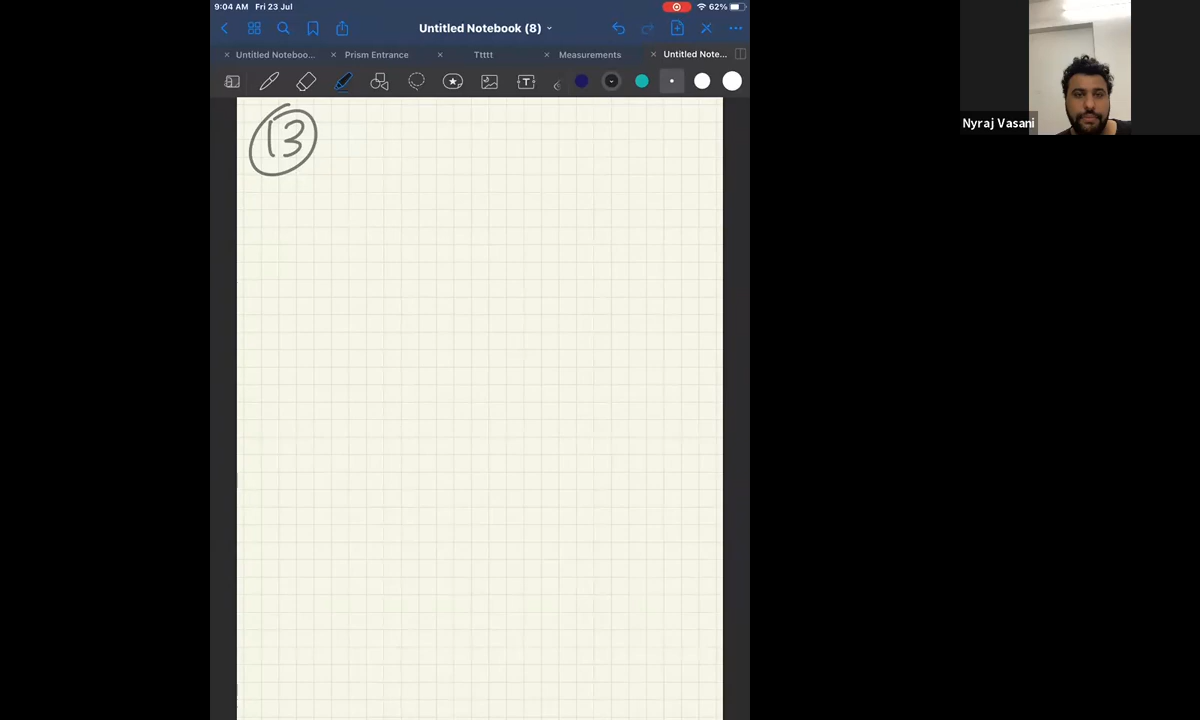 9:04 AM Fri 23 Jul
62%
Untitled Notebook (8)
Untitled Noteboo...
Prism Entrance
Ttttt
Measurements
Untitled Note...
13
Nyraj Vasani